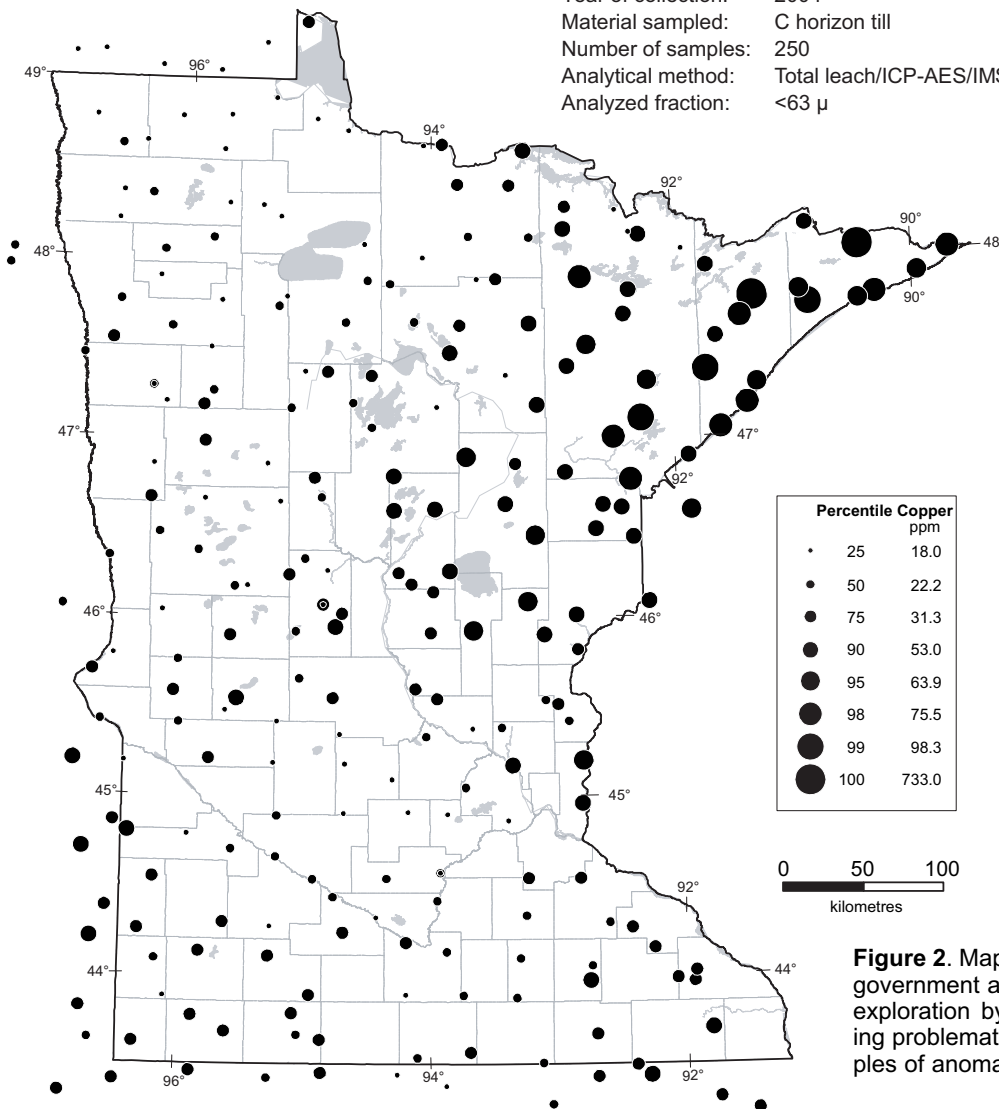 Material sampled: C horizon till
Number of samples: 250
Analytical method: Total leach/ICP-AES/IMS
Analyzed fraction: <63 µ
49°
96°
94°
92°
90°
48°
48
90°
47°
47°
92°
46°
46°
45°
45°
92°
44°
44°
96°
94°
92°
Percentile Copper
ppm
25 18.0
50 22.2
75 31.3
90 53.0
95 63.9
98 75.5
99 98.3
100 733.0
0 50 100
kilometres
Figure 2. Map
government a
exploration by
ing problemat
ples of anoma